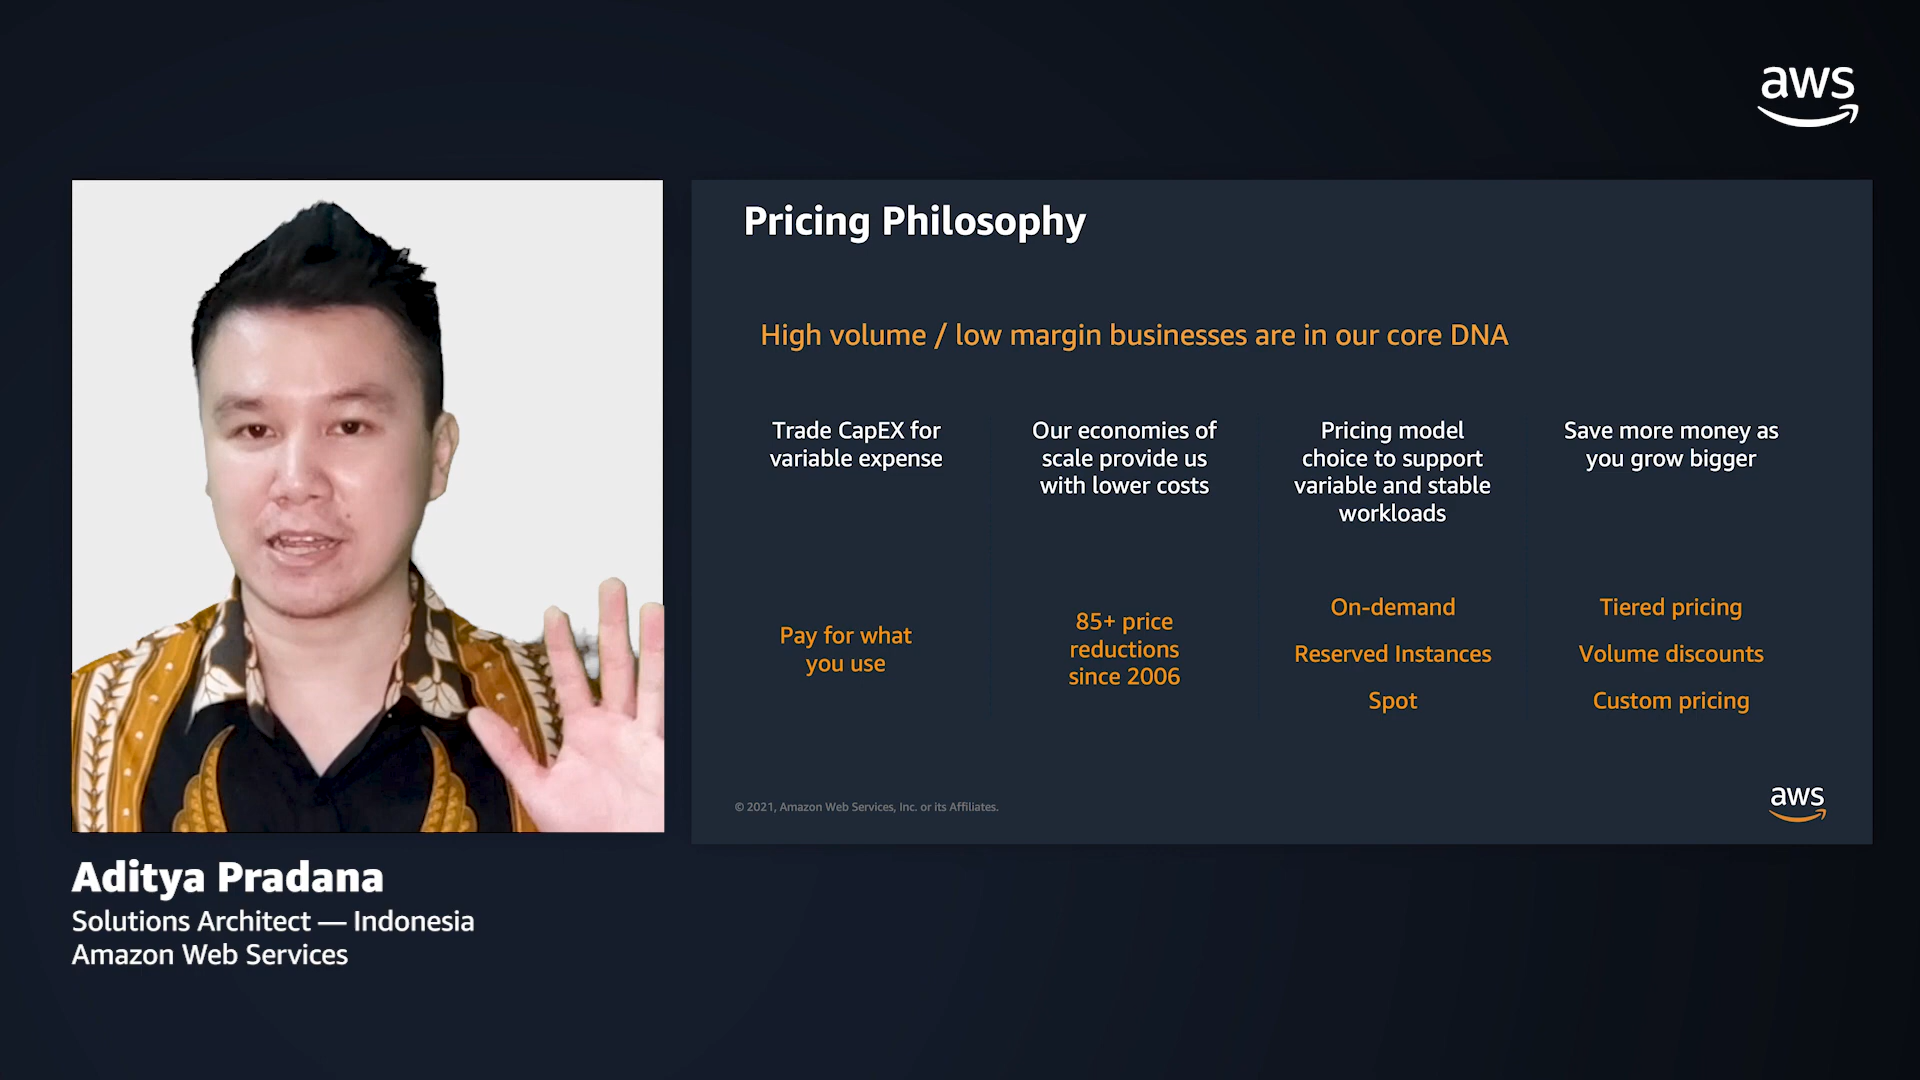 aws
Pricing Philosophy
High volume / low margin businesses are in our core DNA
Trade CapEX for
variable expense
Our economies of
scale provide us
with lower costs
Pricing model
choice to support
variable and stable
workloads
Save more money as
you grow bigger
Pay for what
you use
85+ price
reductions
since 2006
On-demand
Reserved Instances
Spot
Tiered pricing
Volume discounts
Custom pricing
© 2021, Amazon Web Services, Inc. or its Affiliates.
aws
Aditya Pradana
Solutions Architect — Indonesia
Amazon Web Services